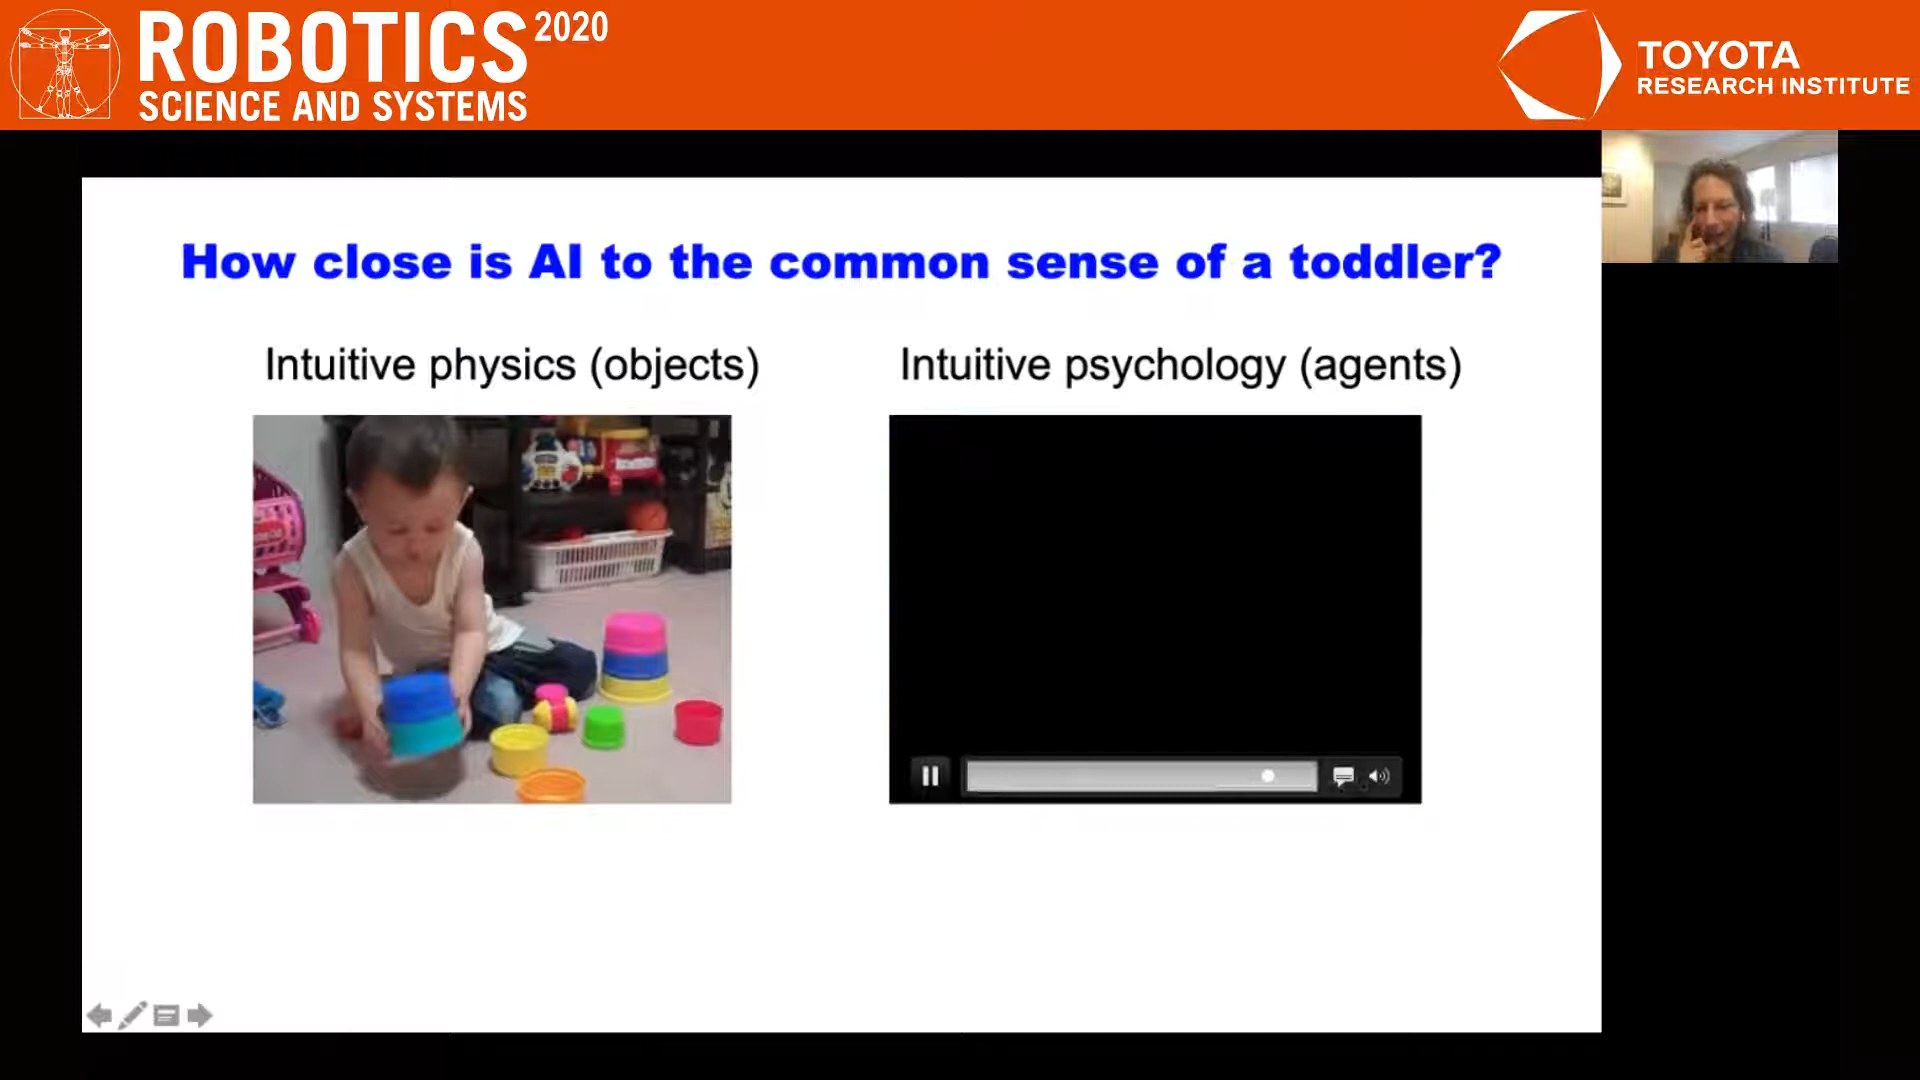 ROBOTICS 2020
SCIENCE AND SYSTEMS
TOYOTA
RESEARCH INSTITUTE
How close is AI to the common sense of a toddler?
Intuitive physics (objects)
Intuitive psychology (agents)